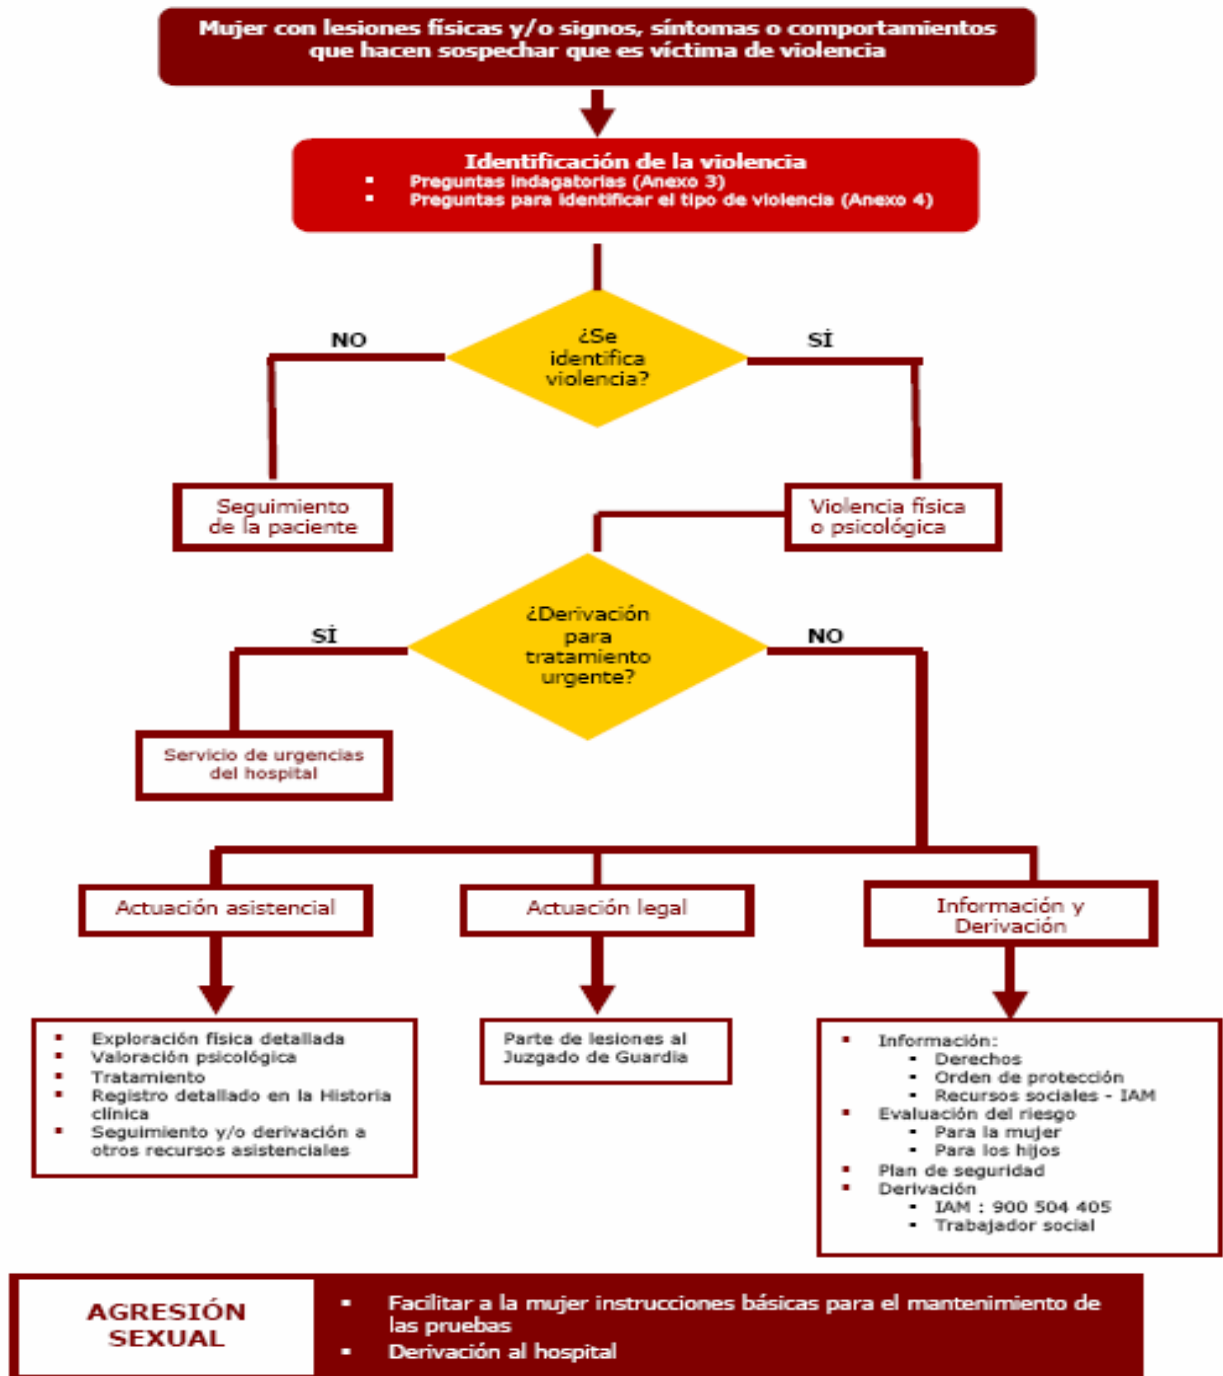 Mujer con lesiones físicas y/o signos, síntomas o comportamientos
que hacen sospechar que es víctima de violencia
Identificación de la violencia
▪ Preguntas indagatorias (Anexo 3)
▪ Preguntas para identificar el tipo de violencia (Anexo 4)
¿Se
identifica
violencia?
NO
SÍ
Seguimiento
de la paciente
Violencia física
o psicológica
¿Derivación
para
tratamiento
urgente?
SÍ
NO
Servicio de urgencias
del hospital
Actuación asistencial
Actuación legal
Información y
Derivación
▪ Exploración física detallada
▪ Valoración psicológica
▪ Tratamiento
▪ Registro detallado en la Historia
clínica
▪ Seguimiento y/o derivación a
otros recursos asistenciales
Parte de lesiones al
Juzgado de Guardia
▪ Información:
▪ Derechos
▪ Orden de protección
▪ Recursos sociales - IAM
▪ Evaluación del riesgo
▪ Para la mujer
▪ Para los hijos
▪ Plan de seguridad
▪ Derivación
▪ IAM : 900 504 405
▪ Trabajador social
AGRESIÓN
SEXUAL
▪ Facilitar a la mujer instrucciones básicas para el mantenimiento de
las pruebas
▪ Derivación al hospital